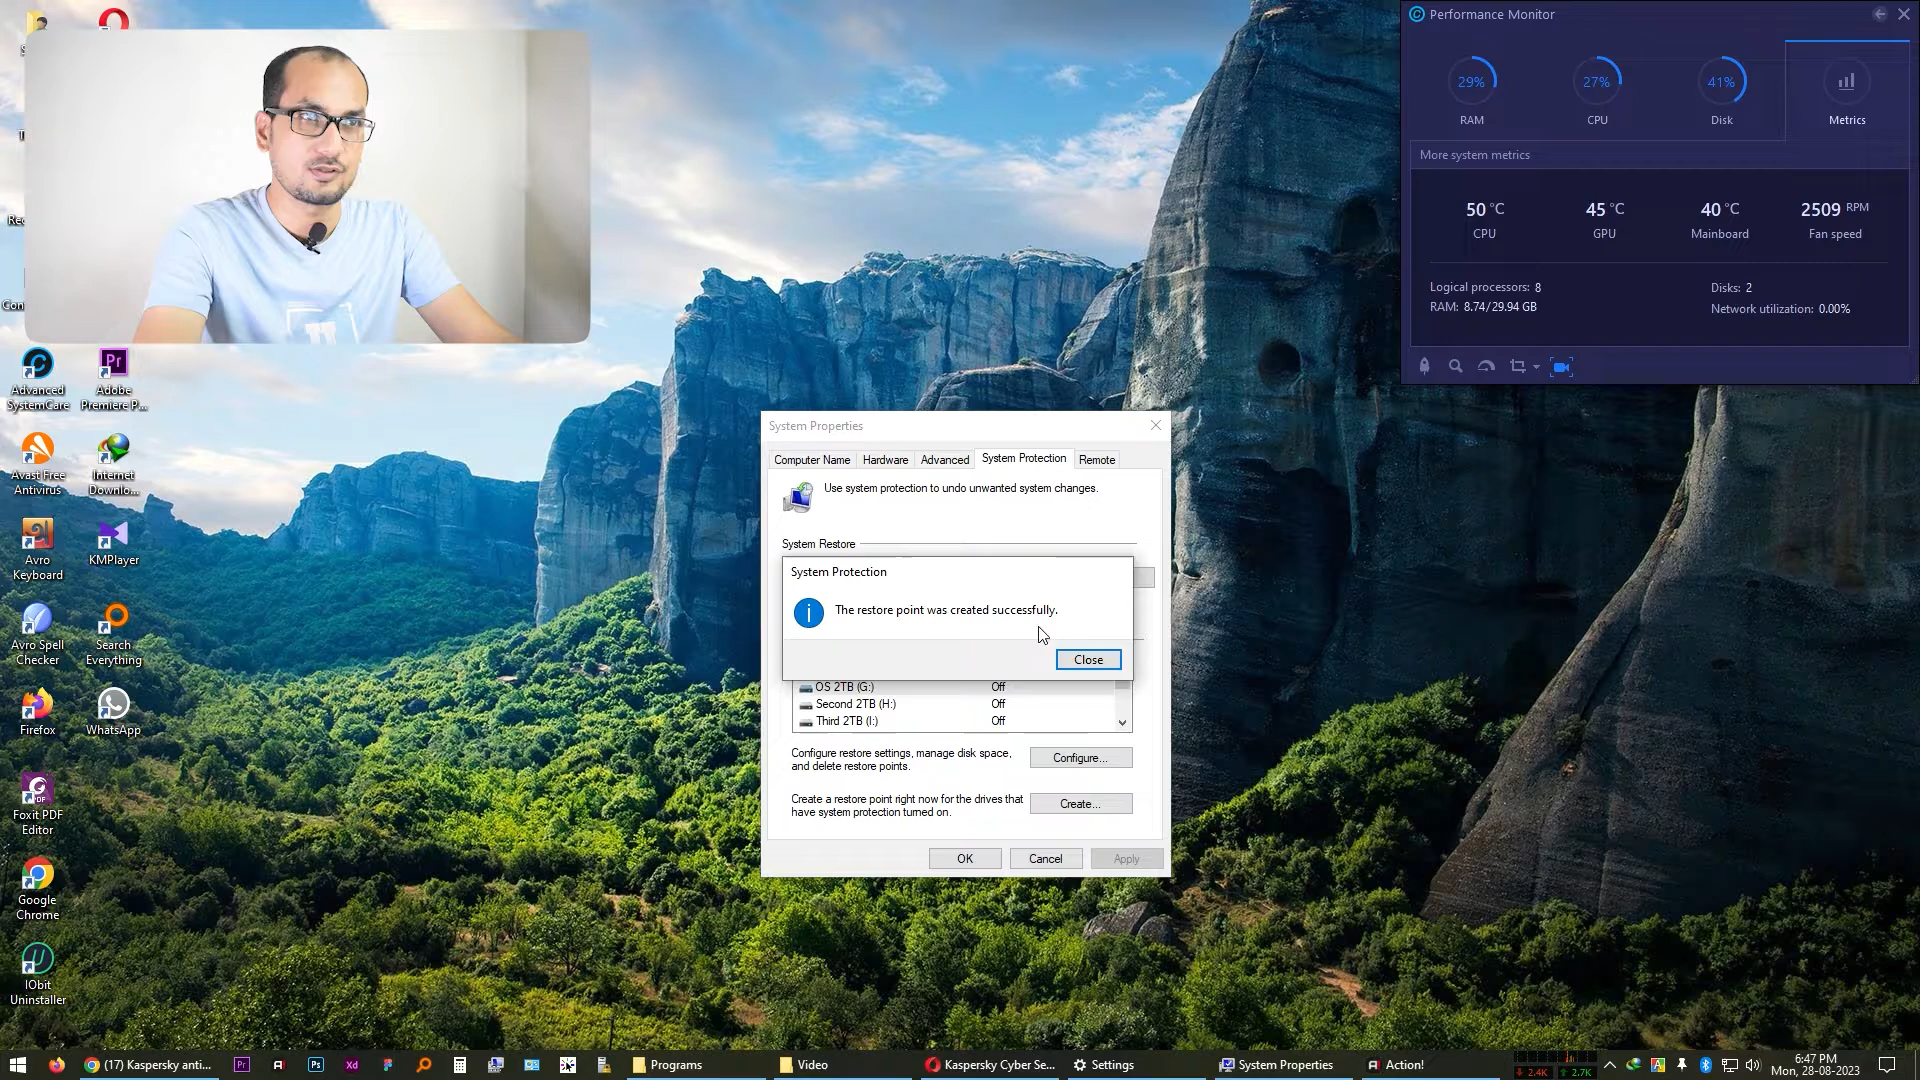 Performance Monitor
29%
27%
41%
RAM
CPU
Disk
Metrics
More system metrics
50 °C
45 °C
40 °C
2509 RPM
CPU
GPU
Mainboard
Fan speed
Logical processors: 8
Disks: 2
RAM: 8.74/29.94 GB
Network utilization: 0.00%
Advanced
SystemCare
Adobe
Premiere P...
Avast Free
Antivirus
Internet
Downlo...
Avro
Keyboard
KMPlayer
Avro Spell
Checker
Search
Everything
Firefox
WhatsApp
Foxit PDF
Editor
Google
Chrome
IObit
Uninstaller
System Properties
Computer Name
Hardware
Advanced
System Protection
Remote
Use system protection to undo unwanted system changes.
System Restore
System Protection
The restore point was created successfully.
Close
OS 2TB (G:) Off
Second 2TB (H:) Off
Third 2TB (I:) Off
Configure restore settings, manage disk space,
and delete restore points.
Configure...
Create a restore point right now for the drives that
have system protection turned on.
Create...
OK
Cancel
Apply
(17) Kaspersky anti...
Programs
Video
Kaspersky Cyber Se...
Settings
System Properties
Action!
2.4K
2.7K
6:47 PM
Mon, 28-08-2023